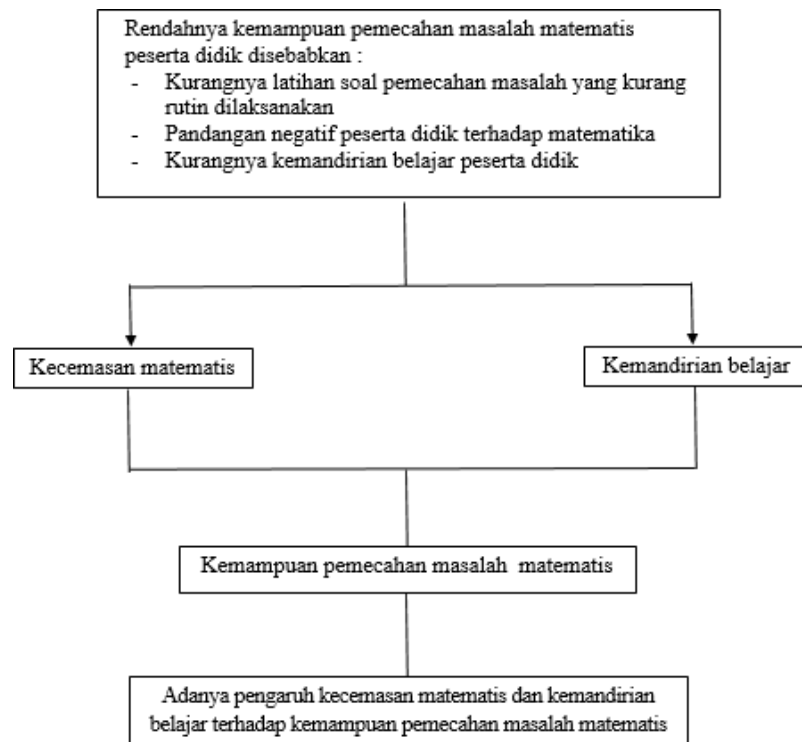 Rendahnya kemampuan pemecahan masalah matematis
peserta didik disebabkan :
- Kurangnya latihan soal pemecahan masalah yang kurang
rutin dilaksanakan
- Pandangan negatif peserta didik terhadap matematika
- Kurangnya kemandirian belajar peserta didik
Kecemasan matematis
Kemandirian belajar
Kemampuan pemecahan masalah matematis
Adanya pengaruh kecemasan matematis dan kemandirian
belajar terhadap kemampuan pemecahan masalah matematis